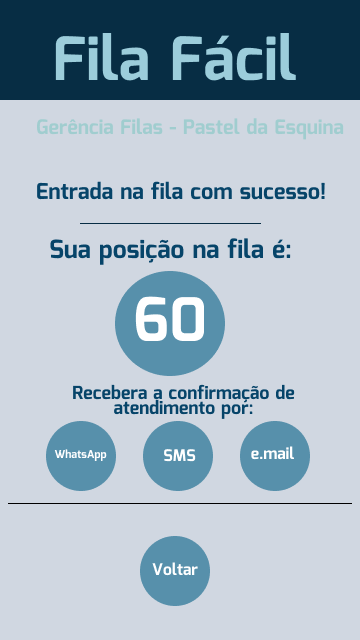 Fila Fácil
Gerência Filas - Pastel da Esquina
Entrada na fila com sucesso!
Sua posição na fila é:
60
Recebera a confirmação de
atendimento por:
WhatsApp SMS e.mail
Voltar